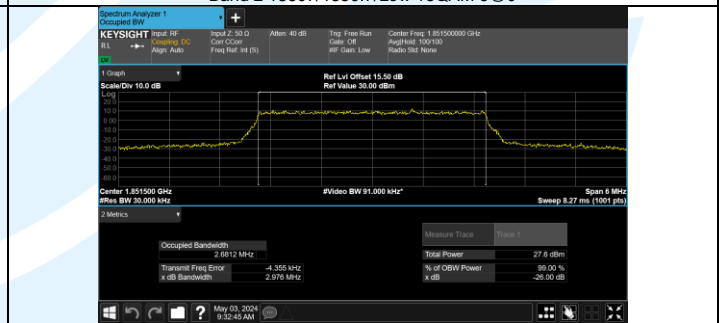 Spectrum Analyzer 1
Occupied BW
+
KEYSIGHT Input: RF Input Z: 50 Ω Atten: 40 dB Trig: Free Run Center Freq: 1.851500000 GHz
RL Coupling: DC Corr CCorr Gate: Off Avg|Hold: 100/100
Align: Auto Freq Ref: Int (S) #IF Gain: Low Radio Std: None
1 Graph Ref Lvl Offset 15.50 dB
Scale/Div 10.0 dB Ref Value 30.00 dBm
Log
20.0
10.0
0.00
-10.0
-20.0
-30.0
-40.0
-50.0
-60.0
Center 1.851500 GHz #Video BW 91.000 kHz* Span 6 MHz
#Res BW 30.000 kHz Sweep 8.27 ms (1001 pts)
2 Metrics
Measure Trace Trace 1
Occupied Bandwidth
2.6812 MHz Total Power 27.6 dBm
Transmit Freq Error -4.355 kHz % of OBW Power 99.00 %
x dB Bandwidth 2.976 MHz x dB -26.00 dB
? May 03, 2024
9:32:45 AM